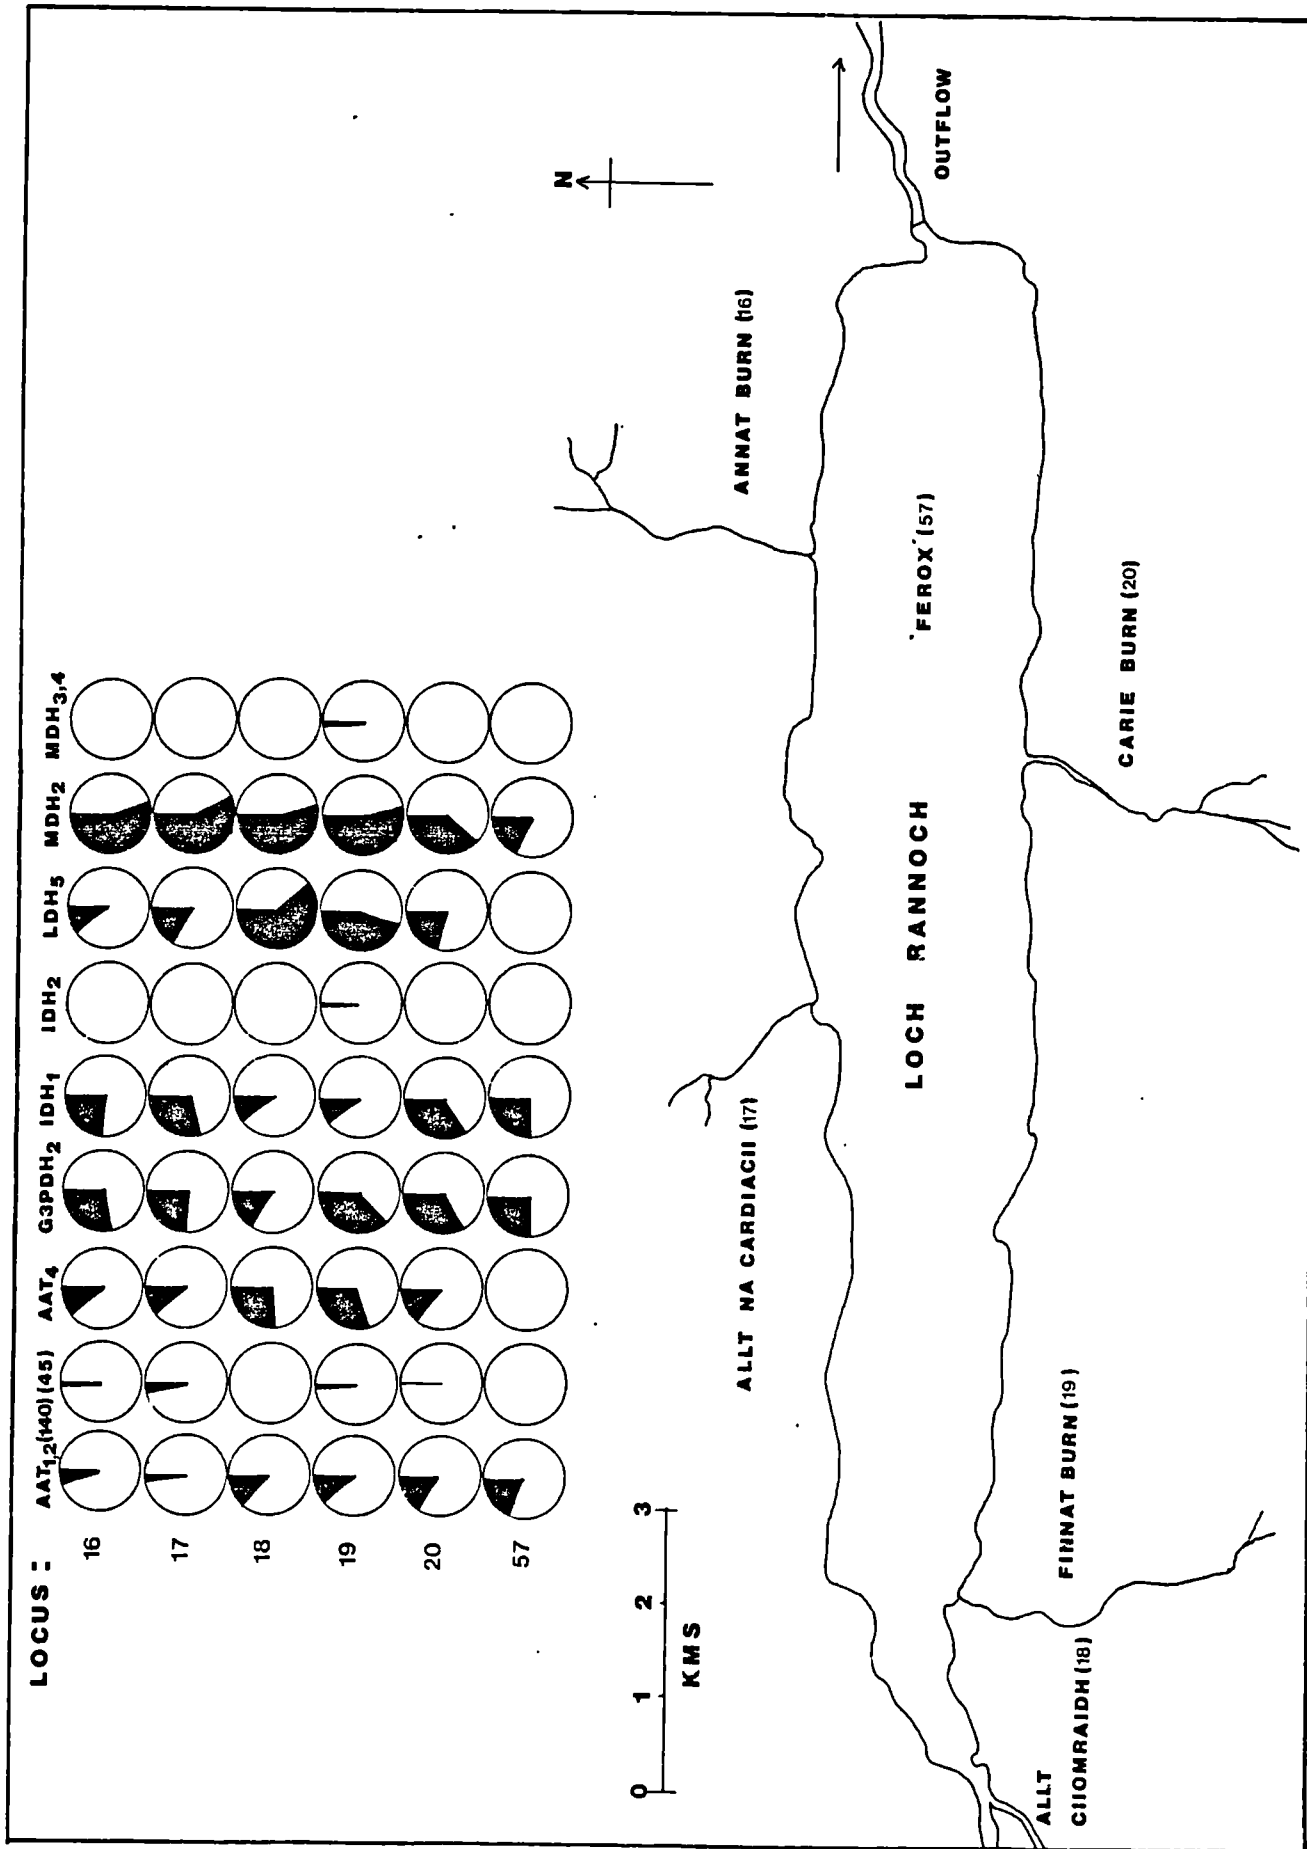 LOCUS :
AAT1,2(140) (45) AAT4 G3PDH2 IDH1 IDH2 LDH5 MDH2 MDH3,4
16
17
18
19
20
57
0 1 2 3
KMS
N
ANNAT BURN (16)
ALLT NA CARDIACII (17)
OUTFLOW
'FEROX' (57)
LOCH RANNOCH
CARIE BURN (20)
FINNAT BURN (19)
ALLT
CIIOMRAIDH (18)